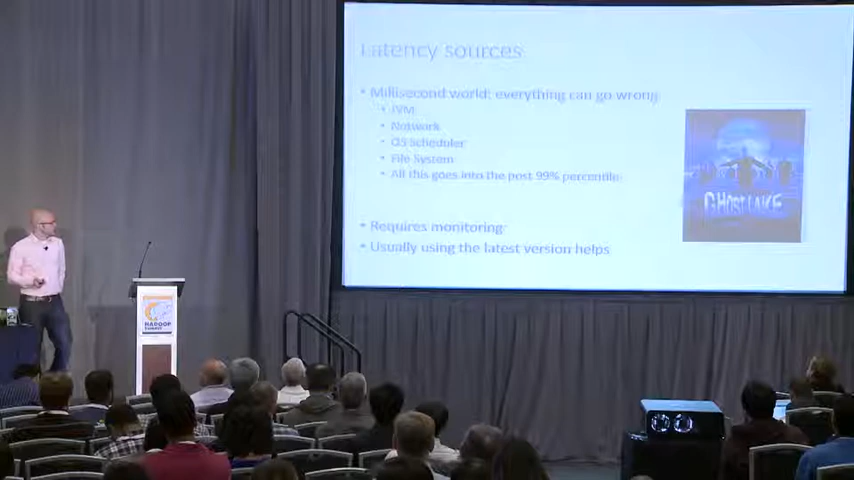 Latency sources
• Millisecond world: everything can go wrong
• JVM
• Network
• OS Scheduler
• File System
• All this goes into the post 99% percentile
• Requires monitoring
• Usually using the latest version helps
GHOST LAKE
HADOOP
SUMMIT